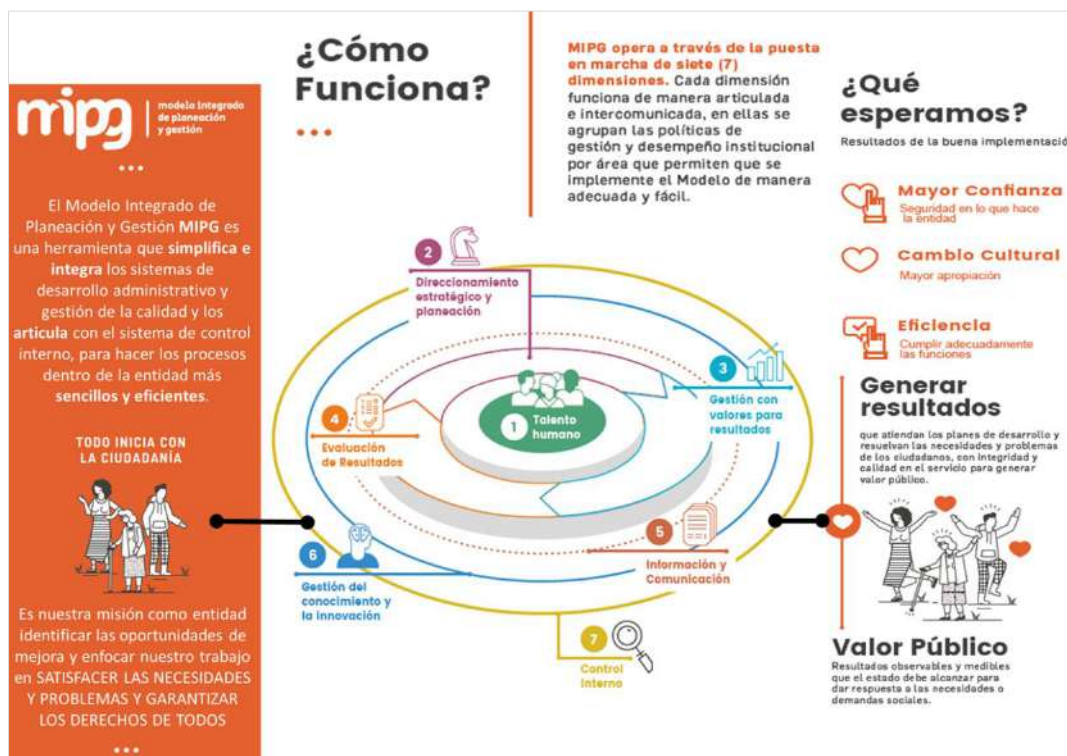 mipg
modelo integrado
de planeación
y gestión
El Modelo Integrado de
Planeación y Gestión MIPG es
una herramienta que simplifica e
integra los sistemas de
desarrollo administrativo y
gestión de la calidad y los
articula con el sistema de control
interno, para hacer los procesos
dentro de la entidad más
sencillos y eficientes.
TODO INICIA CON
LA CIUDADANÍA
Es nuestra misión como entidad
identificar las oportunidades de
mejora y enfocar nuestro trabajo
en SATISFACER LAS NECESIDADES
Y PROBLEMAS Y GARANTIZAR
LOS DERECHOS DE TODOS
¿Cómo
Funciona?
MIPG opera a través de la puesta
en marcha de siete (7)
dimensiones. Cada dimensión
funciona de manera articulada
e intercomunicada, en ellas se
agrupan las políticas de
gestión y desempeño institucional
por área que permiten que se
implemente el Modelo de manera
adecuada y fácil.
1 Talento
humano
2
Direccionamiento
estratégico y
planeación
3
Gestión con
valores para
resultados
4
Evaluación
de Resultados
5
Información y
Comunicación
6
Gestión del
conocimiento y
la innovación
7
Control
Interno
¿Qué
esperamos?
Resultados de la buena implementació
Mayor Confianza
Seguridad en lo que hace
la entidad
Cambio Cultural
Mayor apropiación
Eficiencia
Cumplir adecuadamente
las funciones
Generar
resultados
que atiendan los planes de desarrollo y
resuelvan las necesidades y problemas
de los ciudadanos, con integridad y
calidad en el servicio para generar
valor público.
Valor Público
Resultados observables y medibles
que el estado debe alcanzar para
dar respuesta a las necesidades o
demandas sociales.